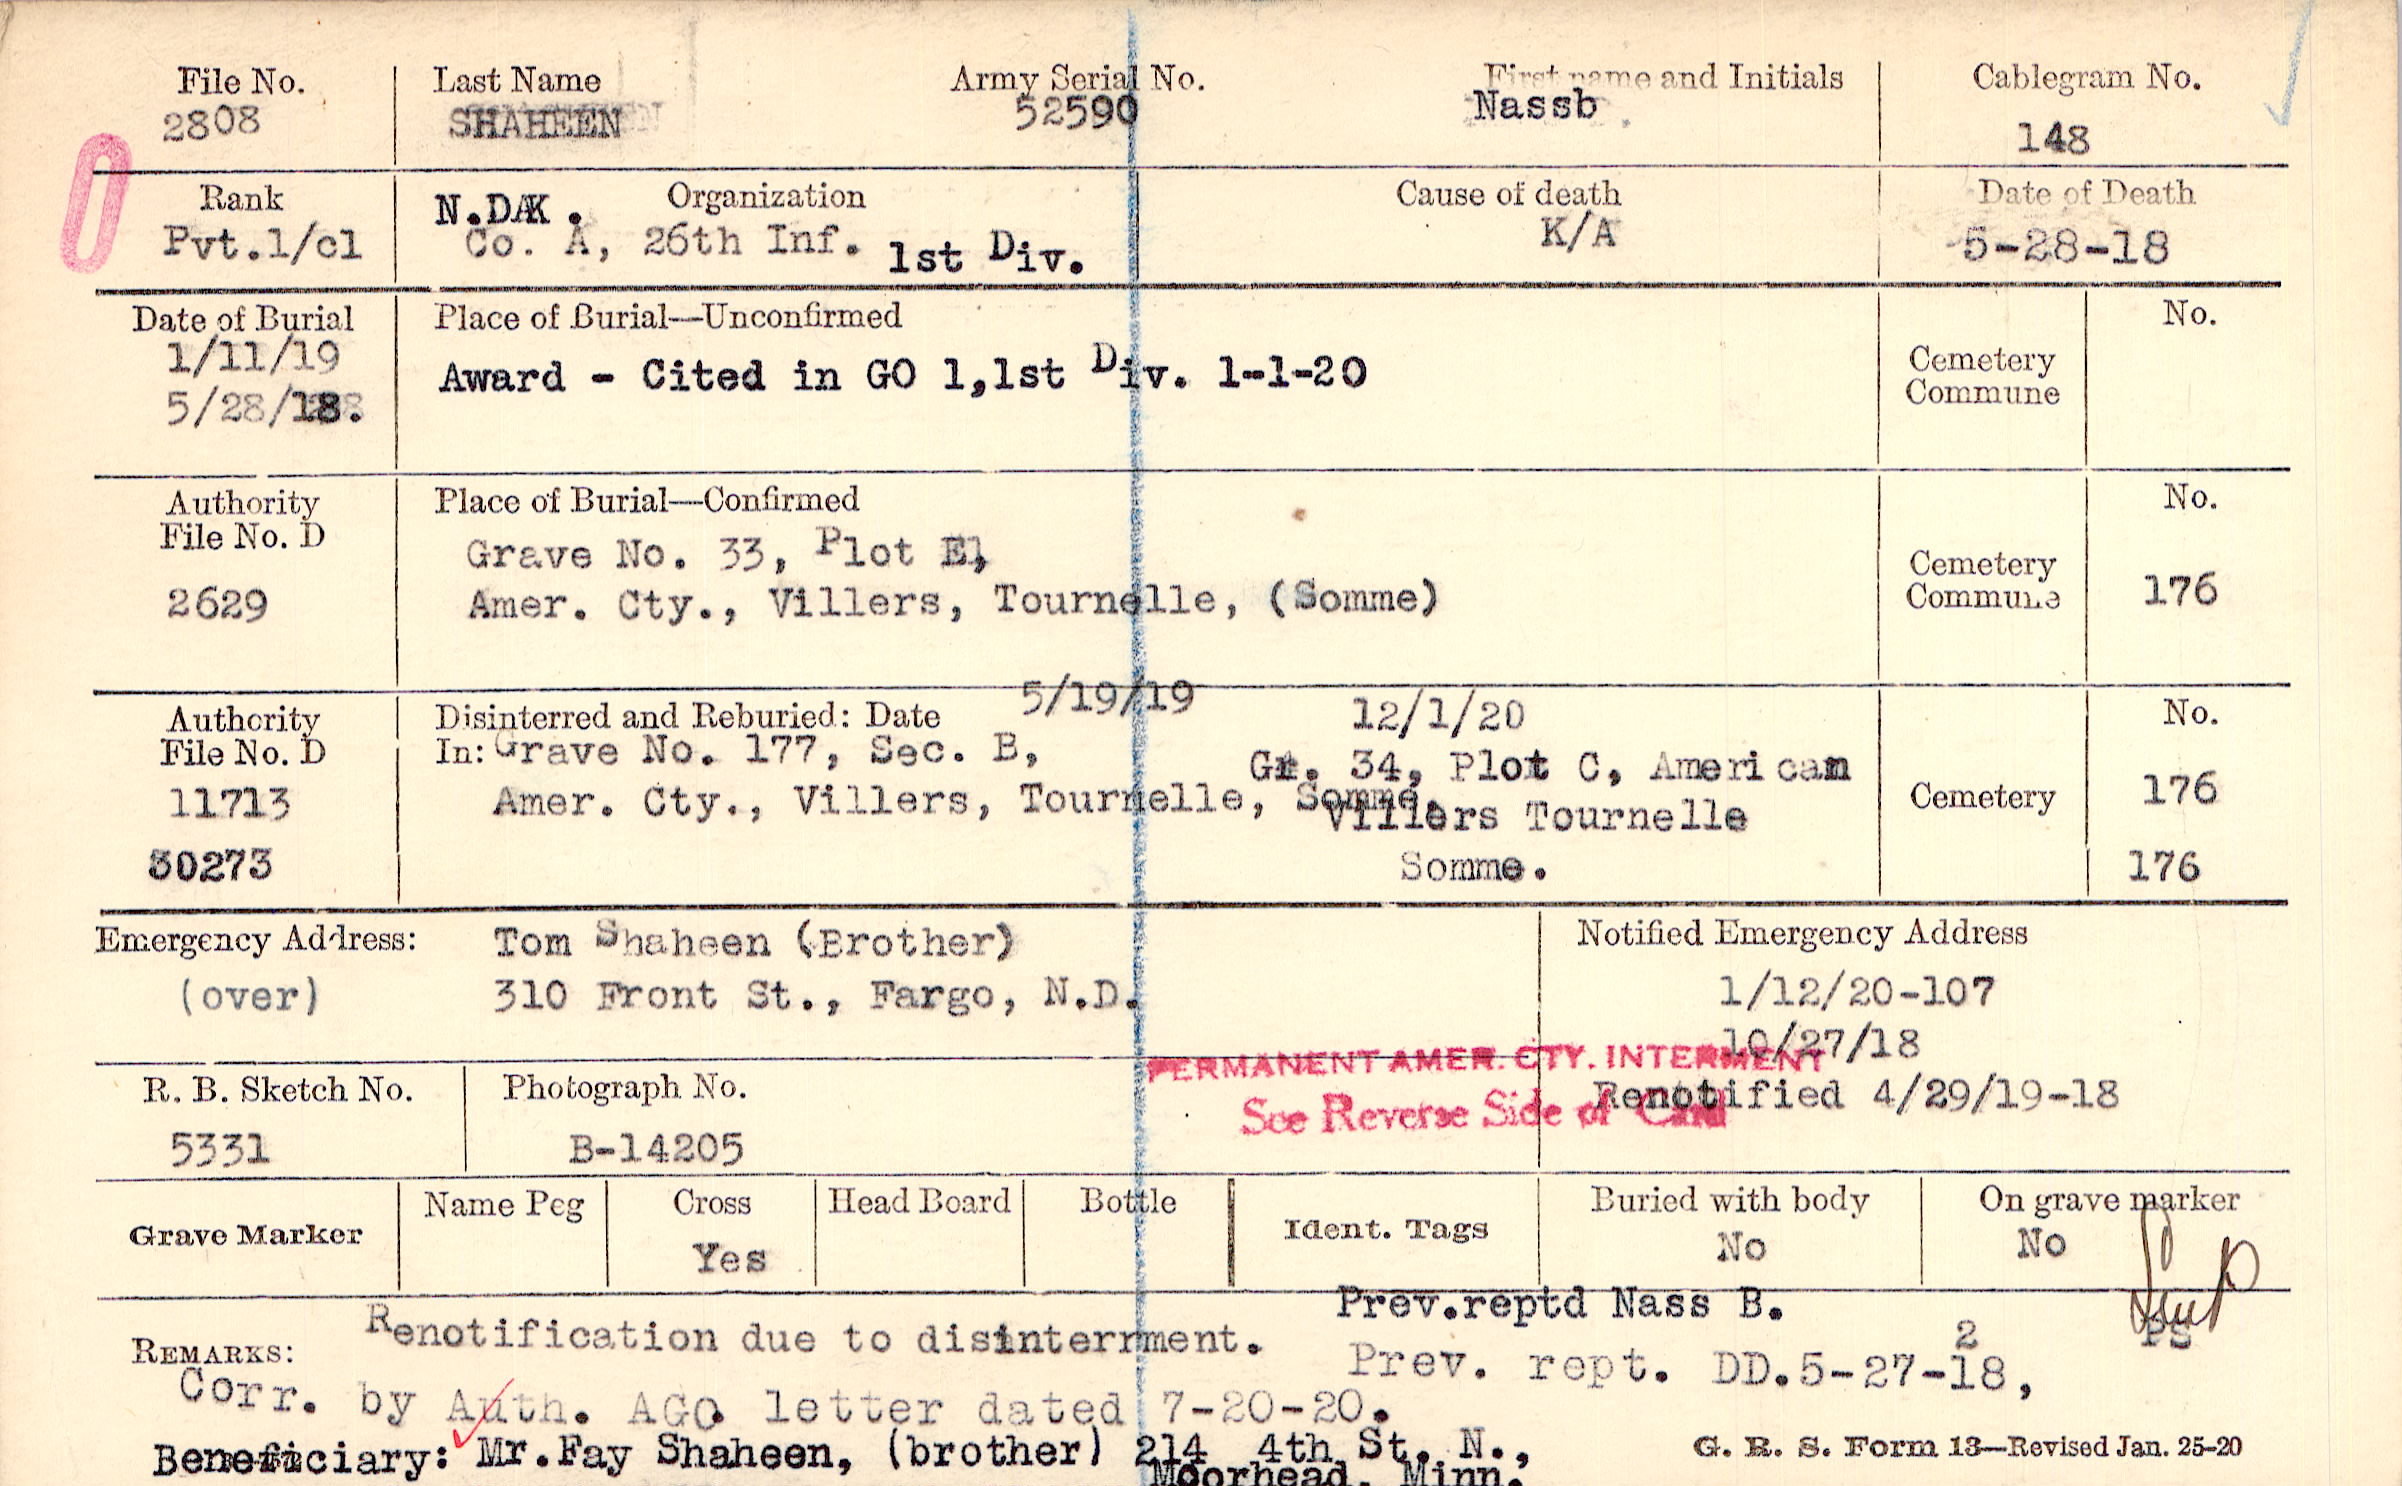 File No. Last Name Army Serial No. First name and Initials Cablegram No.
2808 SHAHEEN 52590 Nassb 148
Rank N.DAK. Organization Cause of death Date of Death
Pvt.1/cl Co. A, 26th Inf. 1st Div. K/A 5-28-18
Date of Burial Place of Burial—Unconfirmed No.
1/11/19 Award - Cited in GO 1,1st Div. 1-1-20 Cemetery
5/28/18. Commune
Authority Place of Burial—Confirmed No.
File No. D Grave No. 33, Plot E, Cemetery
2629 Amer. Cty., Villers, Tournelle, (Somme) Commune 176
5/19/19
Authority Disinterred and Reburied: Date 12/1/20 No.
File No. D In: Grave No. 177, Sec. B, Gr. 34, Plot C, American
11713 Amer. Cty., Villers, Tournelle, Somme. Cemetery 176
Villers Tournelle
30273 Somme. 176
Emergency Address: Tom Shaheen (Brother) Notified Emergency Address
(over) 310 Front St., Fargo, N.D. 1/12/20-107
10/27/18
PERMANENT AMER. CTY. INTERMENT
R. B. Sketch No. Photograph No. Renotified 4/29/19-18
See Reverse Side of Card
5331 B-14205
Grave Marker Name Peg Cross Head Board Bottle Ident. Tags Buried with body On grave marker
Yes No No
Prev.reptd Nass B.
REMARKS: Renotification due to disinterrment. 2 PS
Prev. rept. DD.5-27-18,
Corr. by Auth. AGO. letter dated 7-20-20.
Beneficiary: Mr.Fay Shaheen, (brother) 214 4th St. N.,
Moorhead, Minn.
G. R. S. Form 13—Revised Jan. 25-20